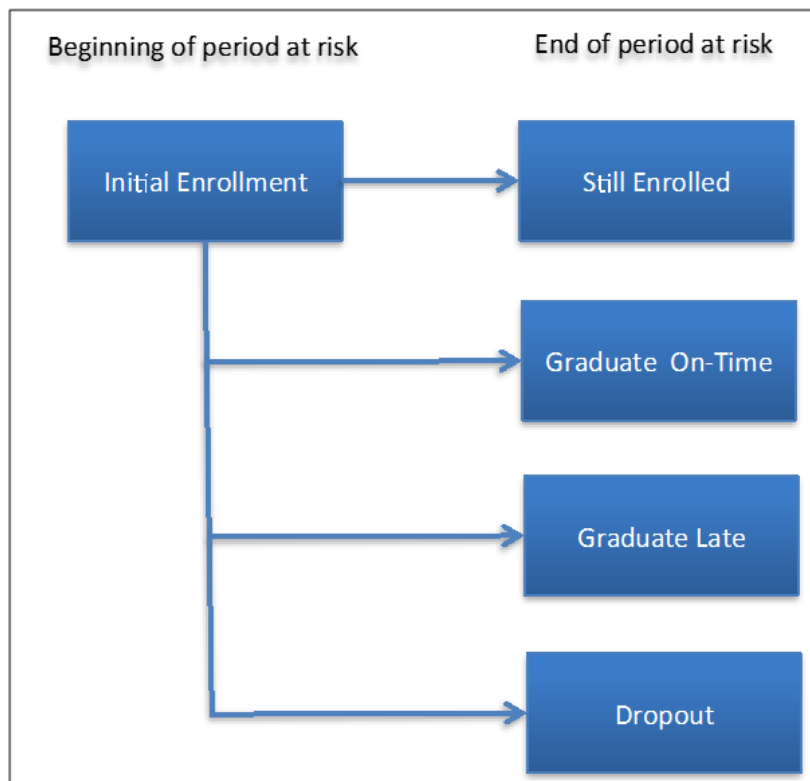 Beginning of period at risk
End of period at risk
Initial Enrollment
Still Enrolled
Graduate On-Time
Graduate Late
Dropout